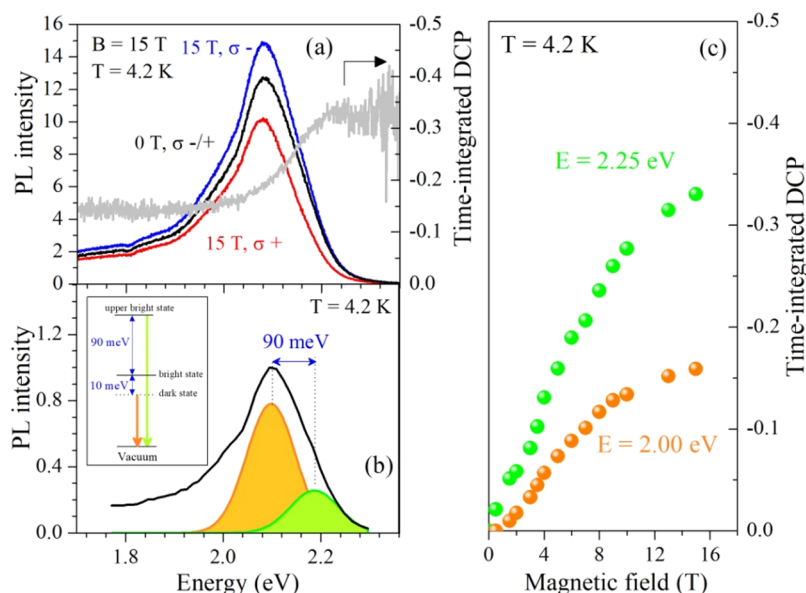 16
14
12
10
8
6
4
2
0
PL intensity
B = 15 T
T = 4.2 K
15 T, σ -
(a)
0 T, σ -/+
15 T, σ +
-0.5
-0.4
-0.3
-0.2
-0.1
-0.0
Time-integrated DCP
1.2
0.8
0.4
0.0
PL intensity
T = 4.2 K
90 meV
upper bright state
90 meV
bright state
10 meV
dark state
Vacuum
(b)
1.8
2.0
2.2
Energy (eV)
T = 4.2 K
(c)
E = 2.25 eV
E = 2.00 eV
-0.5
-0.4
-0.3
-0.2
-0.1
0.0
Time-integrated DCP
0
4
8
12
16
Magnetic field (T)